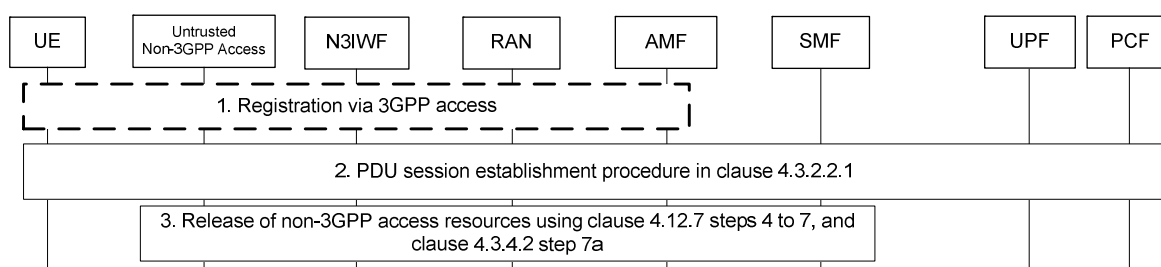 UE
Untrusted
Non-3GPP Access
N3IWF
RAN
AMF
SMF
UPF
PCF
1. Registration via 3GPP access
2. PDU session establishment procedure in clause 4.3.2.2.1
3. Release of non-3GPP access resources using clause 4.12.7 steps 4 to 7, and
clause 4.3.4.2 step 7a